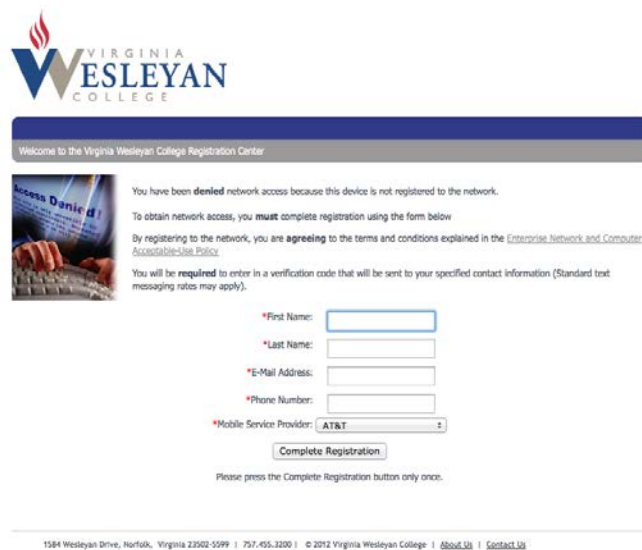 VIRGINIA
WESLEYAN
COLLEGE
Welcome to the Virginia Wesleyan College Registration Center
Access Denied!
You have been denied network access because this device is not registered to the network.
To obtain network access, you must complete registration using the form below
By registering to the network, you are agreeing to the terms and conditions explained in the Enterprise Network and Computer
Acceptable-Use Policy
You will be required to enter in a verification code that will be sent to your specified contact information (Standard text
messaging rates may apply).
*First Name:
*Last Name:
*E-Mail Address:
*Phone Number:
*Mobile Service Provider: AT&T
Complete Registration
Please press the Complete Registration button only once.
1584 Wesleyan Drive, Norfolk, Virginia 23502-5599 | 757.455.3200 | © 2012 Virginia Wesleyan College | About Us | Contact Us